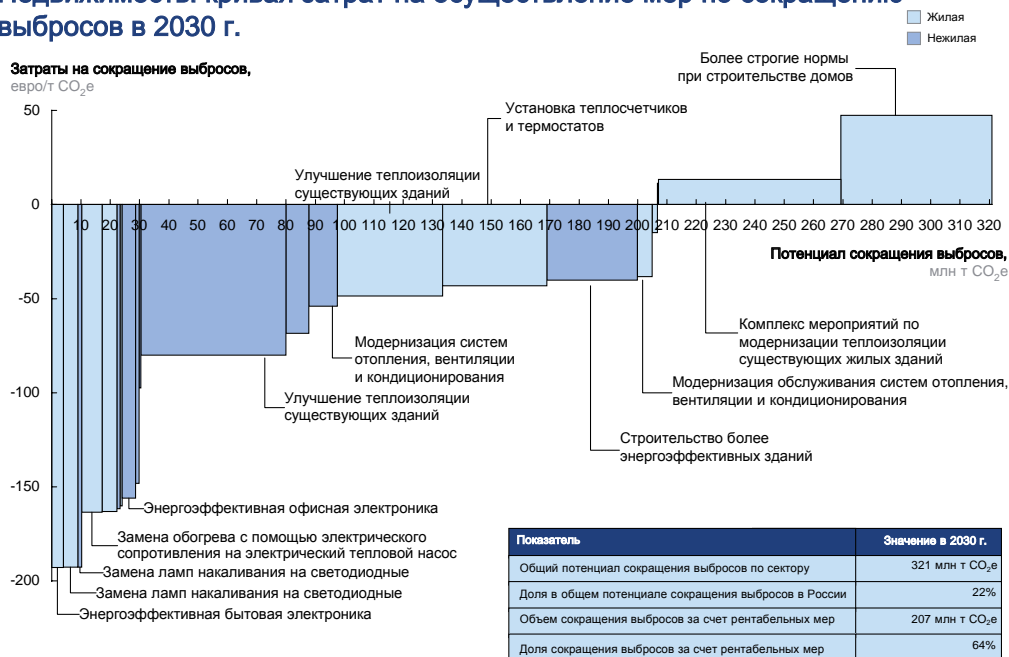 Недвижимость: кривая затрат на осуществление мер по сокращению
выбросов в 2030 г.
Жилая
Нежилая
Затраты на сокращение выбросов,
евро/т CO₂e
50
0
-50
-100
-150
-200
10 20 30 40 50 60 70 80 90 100 110 120 130 140 150 160 170 180 190 200 210 220 230 240 250 260 270 280 290 300 310 320
Потенциал сокращения выбросов,
млн т CO₂e
Более строгие нормы
при строительстве домов
Установка теплосчетчиков
и термостатов
Улучшение теплоизоляции
существующих зданий
Модернизация систем
отопления, вентиляции
и кондиционирования
Улучшение теплоизоляции
существующих зданий
Комплекс мероприятий по
модернизации теплоизоляции
существующих жилых зданий
Модернизация обслуживания систем отопления,
вентиляции и кондиционирования
Строительство более
энергоэффективных зданий
Энергоэффективная офисная электроника
Замена обогрева с помощью электрического
сопротивления на электрический тепловой насос
Замена ламп накаливания на светодиодные
Замена ламп накаливания на светодиодные
Энергоэффективная бытовая электроника
Показатель Значение в 2030 г.
Общий потенциал сокращения выбросов по сектору 321 млн т CO₂e
Доля в общем потенциале сокращения выбросов в России 22%
Объем сокращения выбросов за счет рентабельных мер 207 млн т CO₂e
Доля сокращения выбросов за счет рентабельных мер 64%